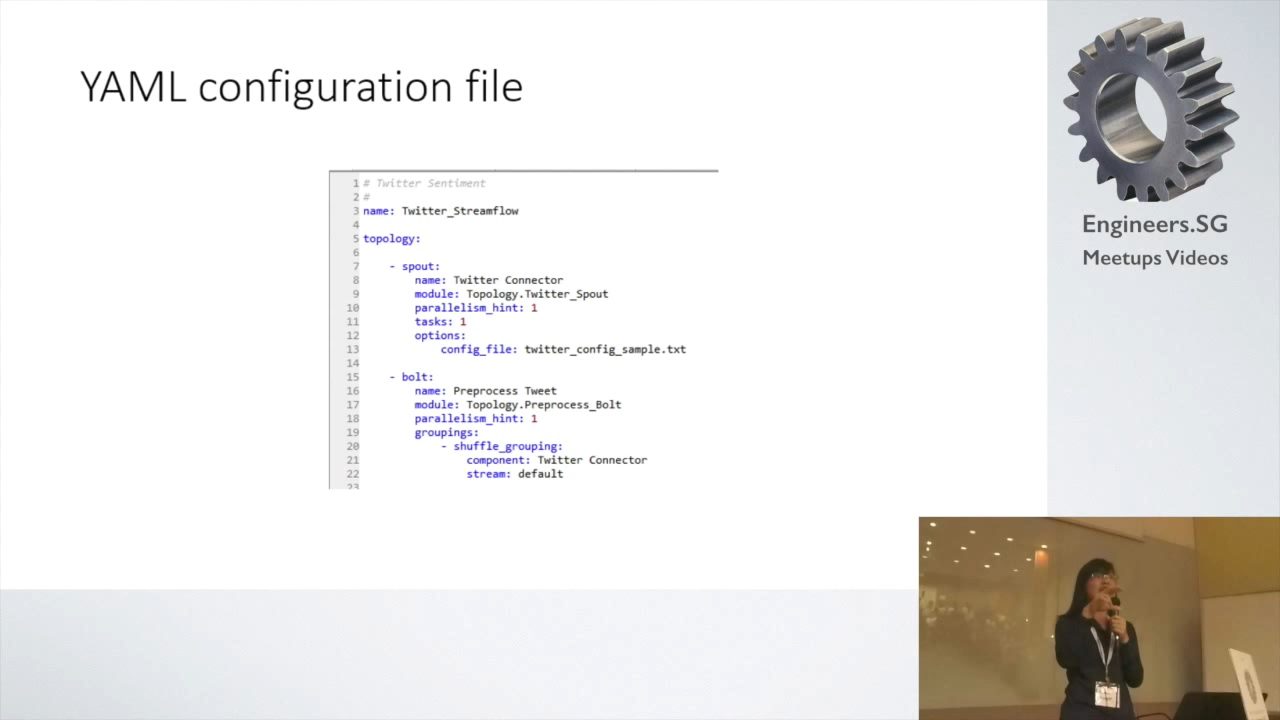 YAML configuration file
1 # Twitter Sentiment
2 #
3 name: Twitter_Streamflow
4
5 topology:
6
7 - spout:
8 name: Twitter Connector
9 module: Topology.Twitter_Spout
10 parallelism_hint: 1
11 tasks: 1
12 options:
13 config_file: twitter_config_sample.txt
14
15 - bolt:
16 name: Preprocess Tweet
17 module: Topology.Preprocess_Bolt
18 parallelism_hint: 1
19 groupings:
20 - shuffle_grouping:
21 component: Twitter Connector
22 stream: default
23
Engineers.SG
Meetups Videos